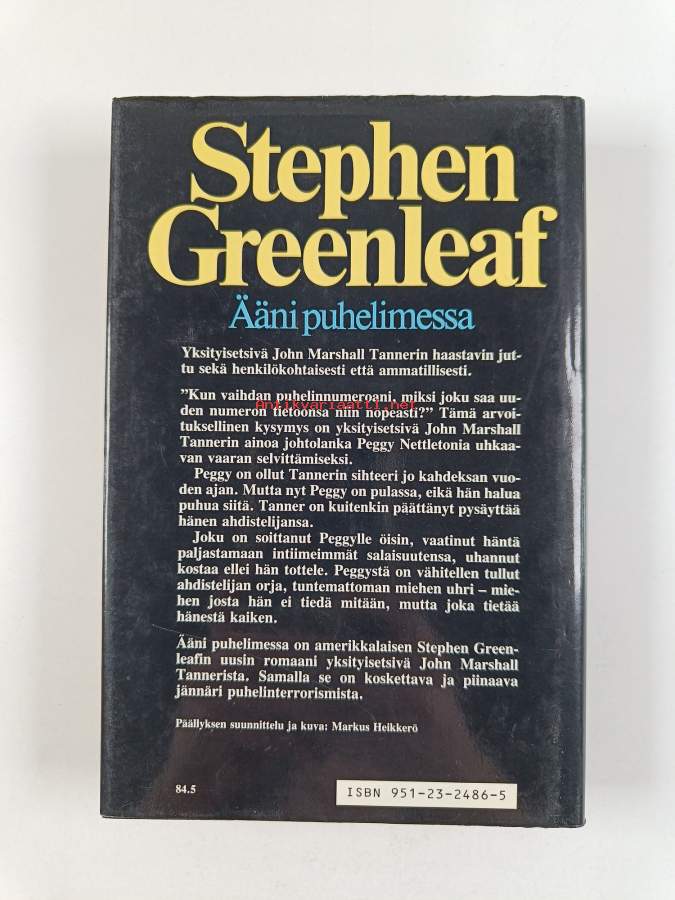 Stephen
Greenleaf
Ääni puhelimessa
Yksityisetsivä John Marshall Tannerin haastavin jut-
tu sekä henkilökohtaisesti että ammatillisesti.
”Kun vaihdan puhelinnumeroani, miksi joku saa uu-
den numeron tietoonsa niin nopeasti?” Tämä arvoi-
Antikvariaatti.net
tuksellinen kysymys on yksityisetsivä John Marshall
Tannerin ainoa johtolanka Peggy Nettletonia uhkaa-
van vaaran selvittämiseksi.
Peggy on ollut Tannerin sihteeri jo kahdeksan vuo-
den ajan. Mutta nyt Peggy on pulassa, eikä hän halua
puhua siitä. Tanner on kuitenkin päättänyt pysäyttää
hänen ahdistelijansa.
Joku on soittanut Peggylle öisin, vaatinut häntä
paljastamaan intiimeimmät salaisuutensa, uhannut
kostaa ellei hän tottele. Peggystä on vähitellen tullut
ahdistelijan orja, tuntemattoman miehen uhri – mie-
hen josta hän ei tiedä mitään, mutta joka tietää
hänestä kaiken.
Ääni puhelimessa on amerikkalaisen Stephen Green-
leafin uusin romaani yksityisetsivä John Marshall
Tannerista. Samalla se on koskettava ja piinaava
jännäri puhelinterrorismista.
Päällyksen suunnittelu ja kuva: Markus Heikkerö
84.5
ISBN 951-23-2486-5